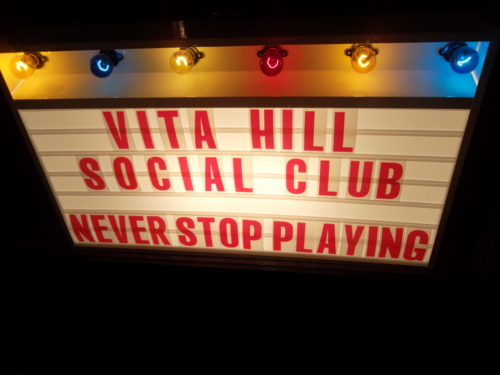 VITA HILL
SOCIAL CLUB
NEVER STOP PLAYING